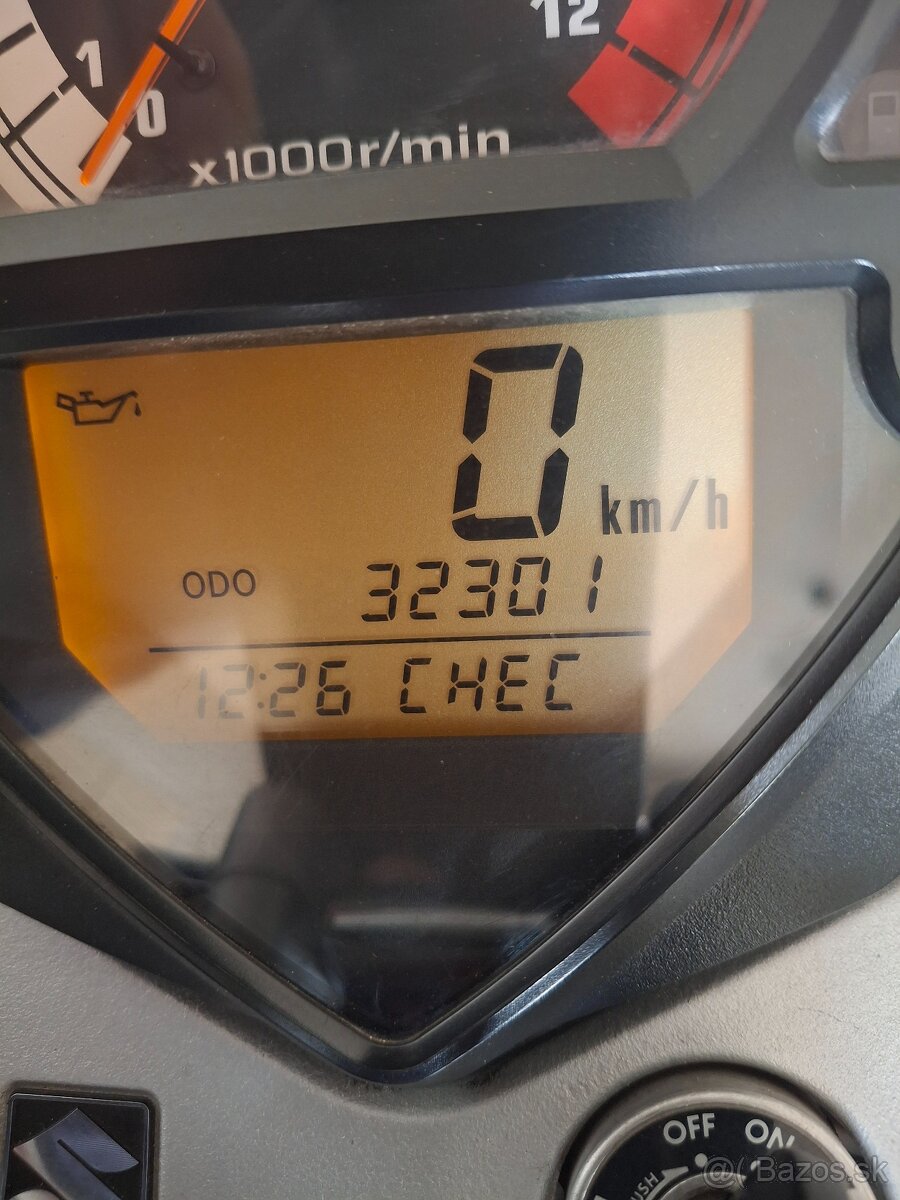 12
1
0
x1000r/min
0 km/h
ODO 32301
12:26 CHEC
OFF ON
PUSH
@ Bazos.sk